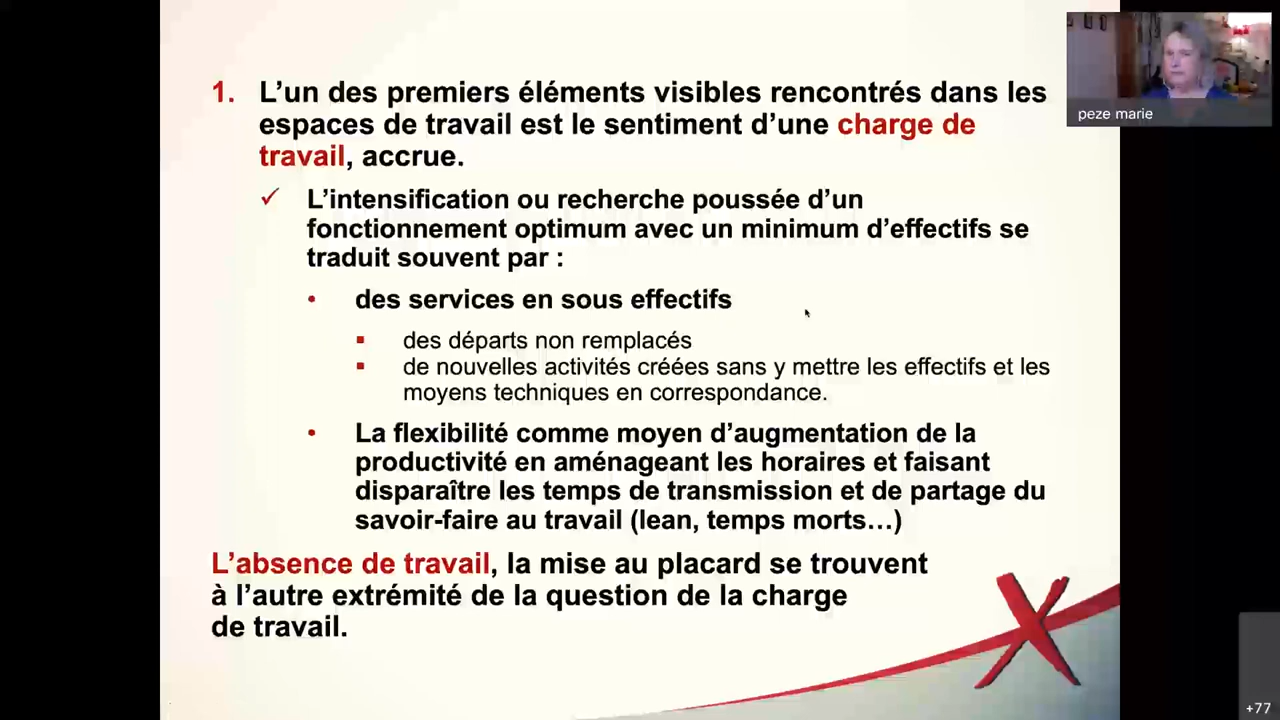 1. L’un des premiers éléments visibles rencontrés dans les
espaces de travail est le sentiment d’une charge de
travail, accrue.
✓ L’intensification ou recherche poussée d’un
fonctionnement optimum avec un minimum d’effectifs se
traduit souvent par :
• des services en sous effectifs
▪ des départs non remplacés
▪ de nouvelles activités créées sans y mettre les effectifs et les
moyens techniques en correspondance.
• La flexibilité comme moyen d’augmentation de la
productivité en aménageant les horaires et faisant
disparaître les temps de transmission et de partage du
savoir-faire au travail (lean, temps morts…)
L’absence de travail, la mise au placard se trouvent
à l’autre extrémité de la question de la charge
de travail.
peze marie
+77